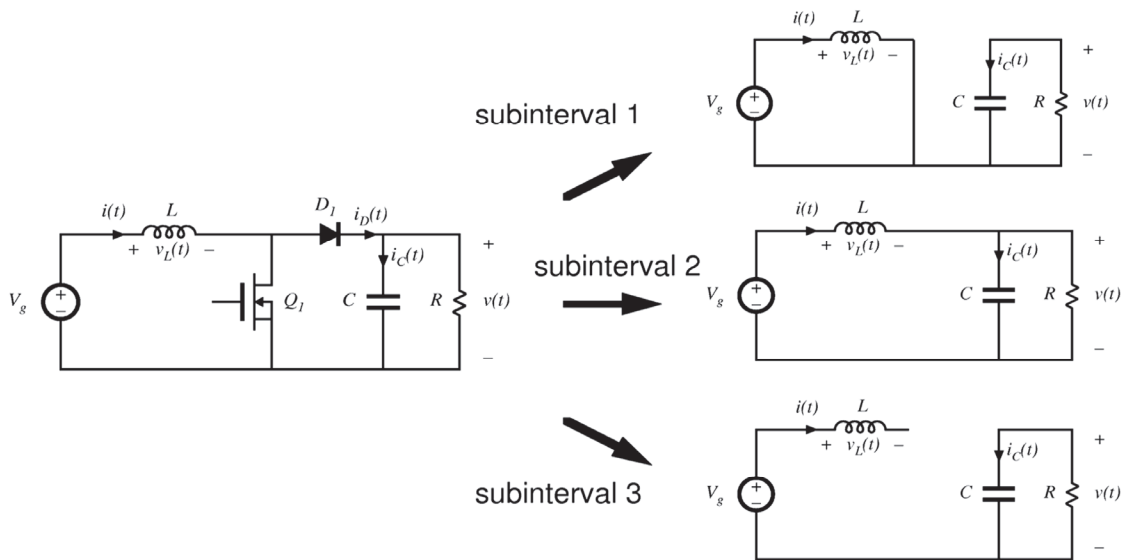 i(t) L
+ v_L(t) −
i_C(t) +
V_g + − C R v(t)
−
subinterval 1
i(t) L D_1 i_D(t)
+ v_L(t) − i_C(t) +
V_g + − Q_1 C R v(t)
−
subinterval 2
i(t) L
+ v_L(t) − i_C(t) +
V_g + − C R v(t)
−
i(t) L
+ v_L(t) − i_C(t) +
V_g + − C R v(t)
−
subinterval 3